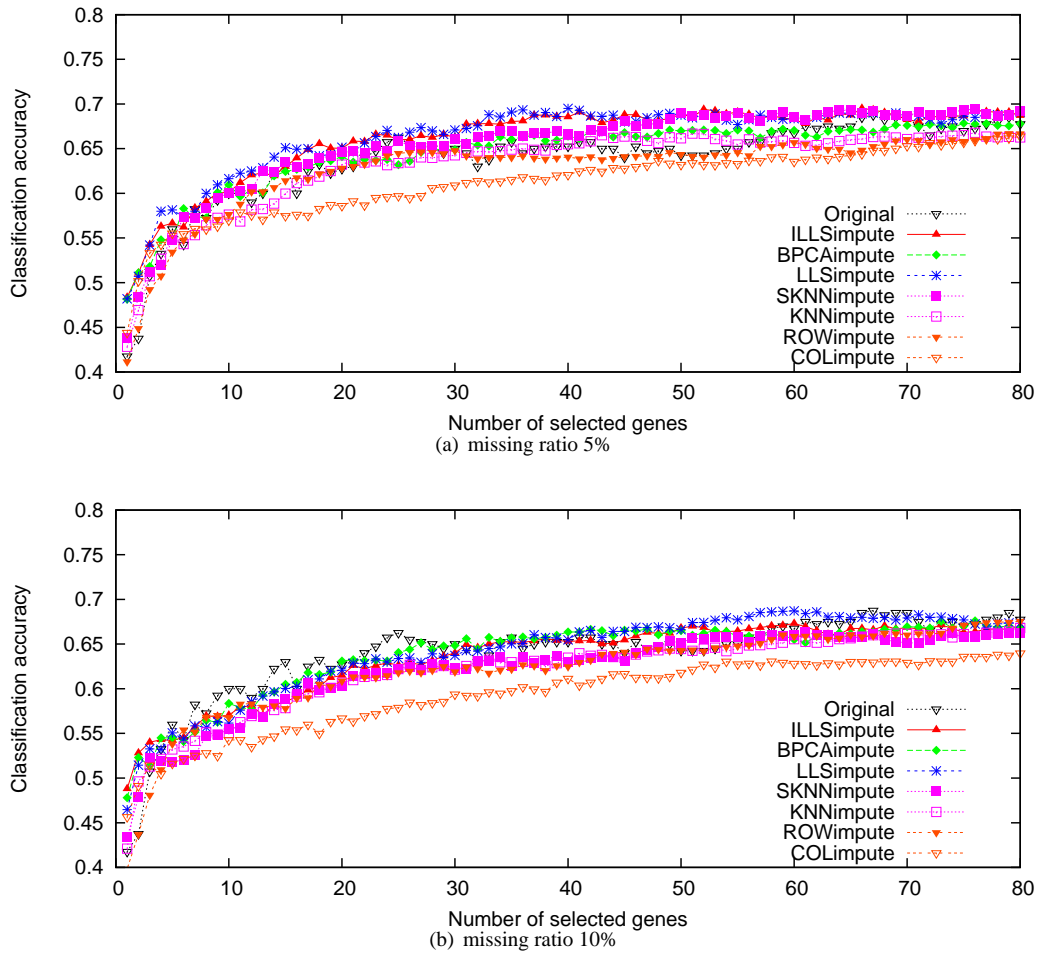 0.8
0.75
0.7
0.65
0.6
0.55
0.5
0.45
0.4
Classification accuracy
Original
ILLSimpute
BPCAimpute
LLSimpute
SKNNimpute
KNNimpute
ROWimpute
COLimpute
0 10 20 30 40 50 60 70 80
Number of selected genes
(a) missing ratio 5%
0.8
0.75
0.7
0.65
0.6
0.55
0.5
0.45
0.4
Classification accuracy
Original
ILLSimpute
BPCAimpute
LLSimpute
SKNNimpute
KNNimpute
ROWimpute
COLimpute
0 10 20 30 40 50 60 70 80
Number of selected genes
(b) missing ratio 10%